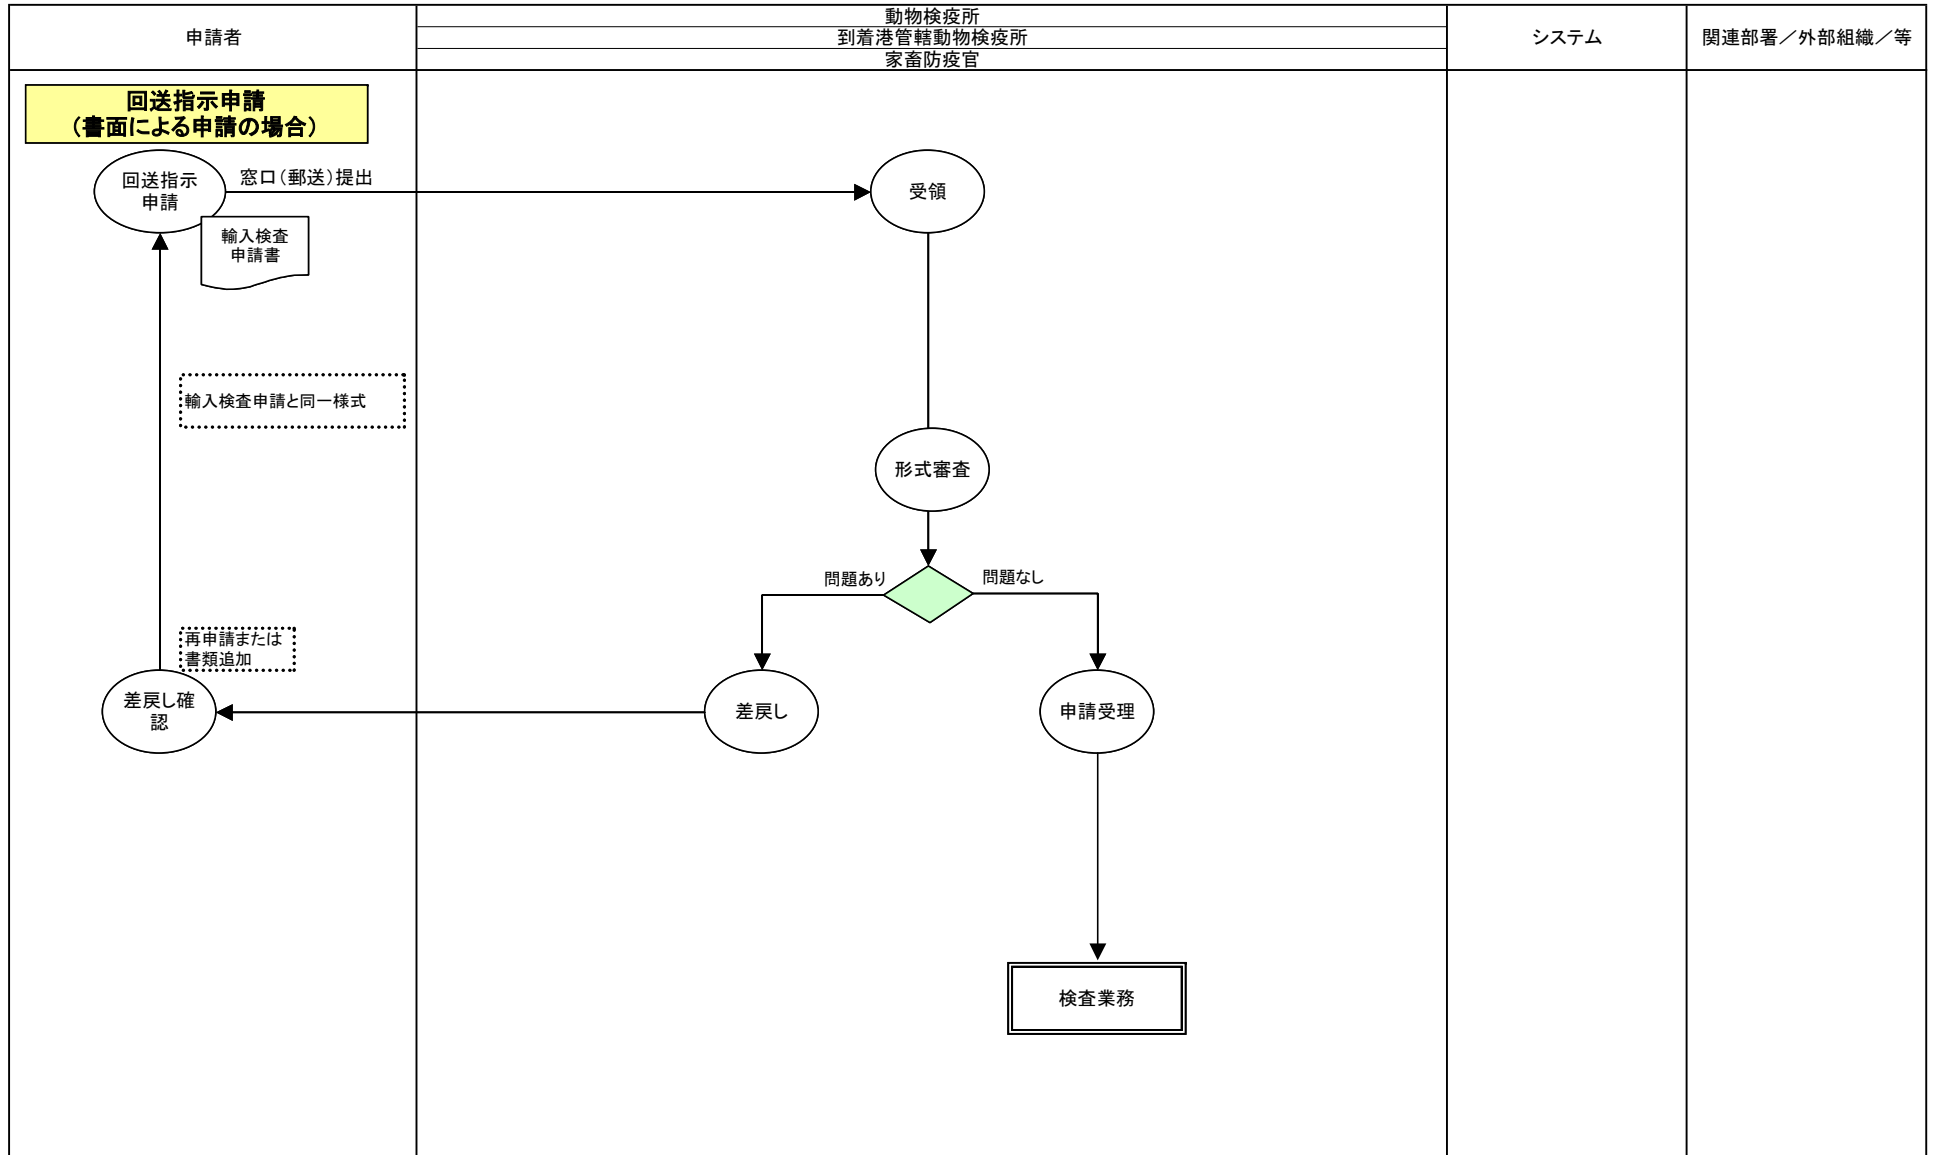 申請者
動物検疫所
到着港管轄動物検疫所
家畜防疫官
システム
関連部署／外部組織／等
回送指示申請
（書面による申請の場合）
回送指示
申請
窓口（郵送）提出
受領
輸入検査
申請書
輸入検査申請と同一様式
形式審査
問題あり
問題なし
再申請または
書類追加
差戻し確
認
差戻し
申請受理
検査業務